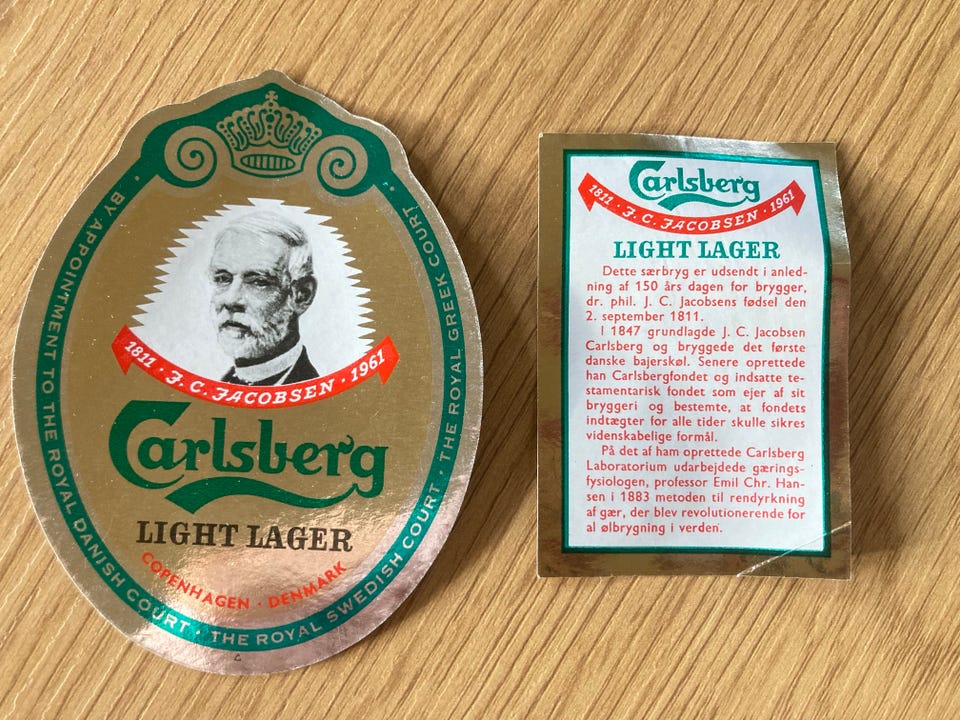 · BY APPOINTMENT TO THE ROYAL DANISH COURT · THE ROYAL SWEDISH COURT · THE ROYAL GREEK COURT ·
1811 · J. C. JACOBSEN · 1961
Carlsberg
LIGHT LAGER
COPENHAGEN · DENMARK
Carlsberg
1811 · J. C. JACOBSEN · 1961
LIGHT LAGER
Dette særbryg er udsendt i anled-
ning af 150 års dagen for brygger,
dr. phil. J. C. Jacobsens fødsel den
2. september 1811.
I 1847 grundlagde J. C. Jacobsen
Carlsberg og bryggede det første
danske bajerskøl. Senere oprettede
han Carlsbergfondet og indsatte te-
stamentarisk fondet som ejer af sit
bryggeri og bestemte, at fondets
indtægter for alle tider skulle sikres
videnskabelige formål.
På det af ham oprettede Carlsberg
Laboratorium udarbejdede gærings-
fysiologen, professor Emil Chr. Han-
sen i 1883 metoden til rendyrkning
af gær, der blev revolutionerende for
al ølbrygning i verden.